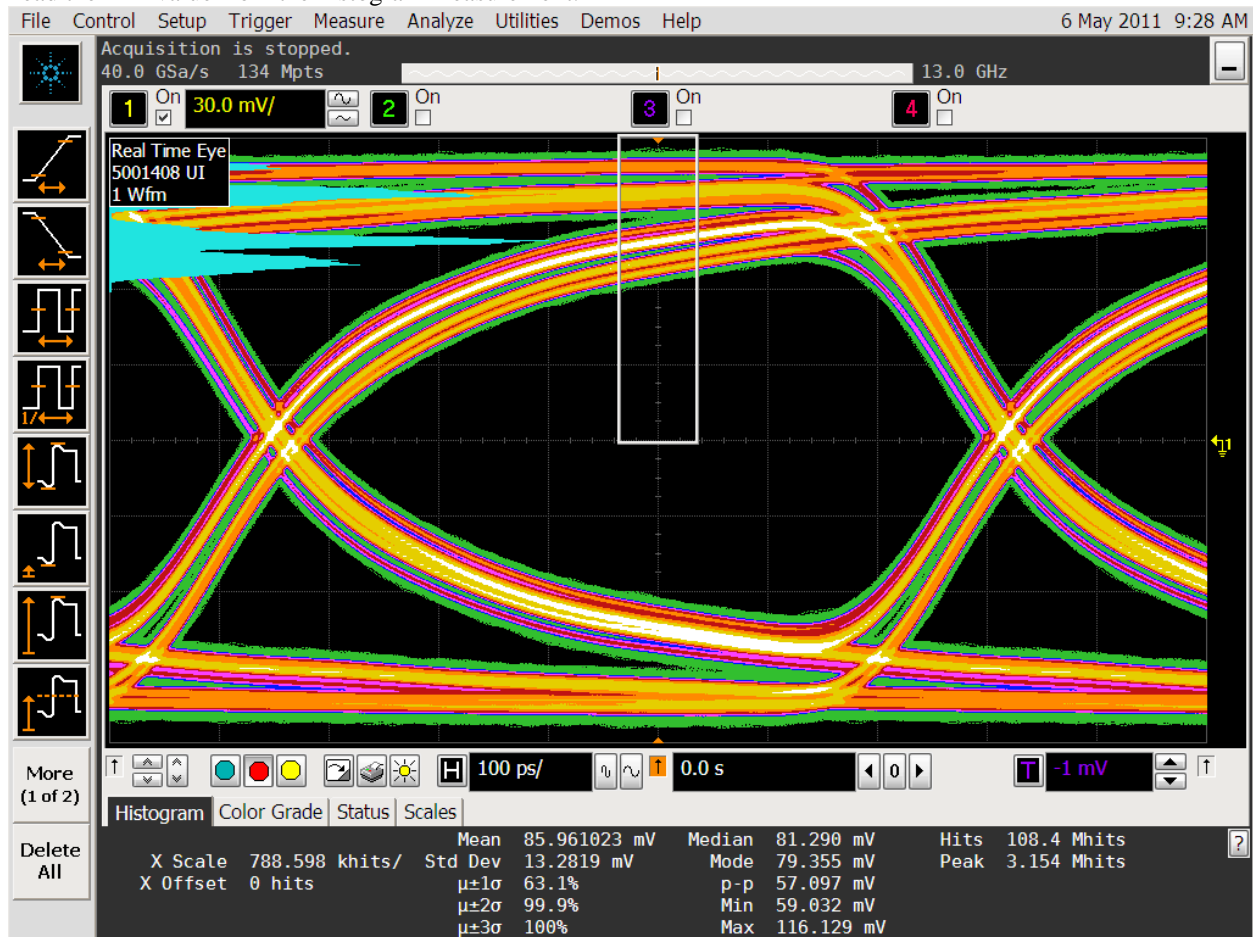 File Control Setup Trigger Measure Analyze Utilities Demos Help 6 May 2011 9:28 AM
Acquisition is stopped.
40.0 GSa/s 134 Mpts 13.0 GHz
1 On 30.0 mV/ 2 On 3 On 4 On
Real Time Eye
5001408 UI
1 Wfm
1/
1
More
(1 of 2)
Delete
All
H 100 ps/ 0.0 s 0 T -1 mV
Histogram Color Grade Status Scales
Mean 85.961023 mV Median 81.290 mV Hits 108.4 Mhits ?
X Scale 788.598 khits/ Std Dev 13.2819 mV Mode 79.355 mV Peak 3.154 Mhits
X Offset 0 hits μ±1σ 63.1% p-p 57.097 mV
μ±2σ 99.9% Min 59.032 mV
μ±3σ 100% Max 116.129 mV